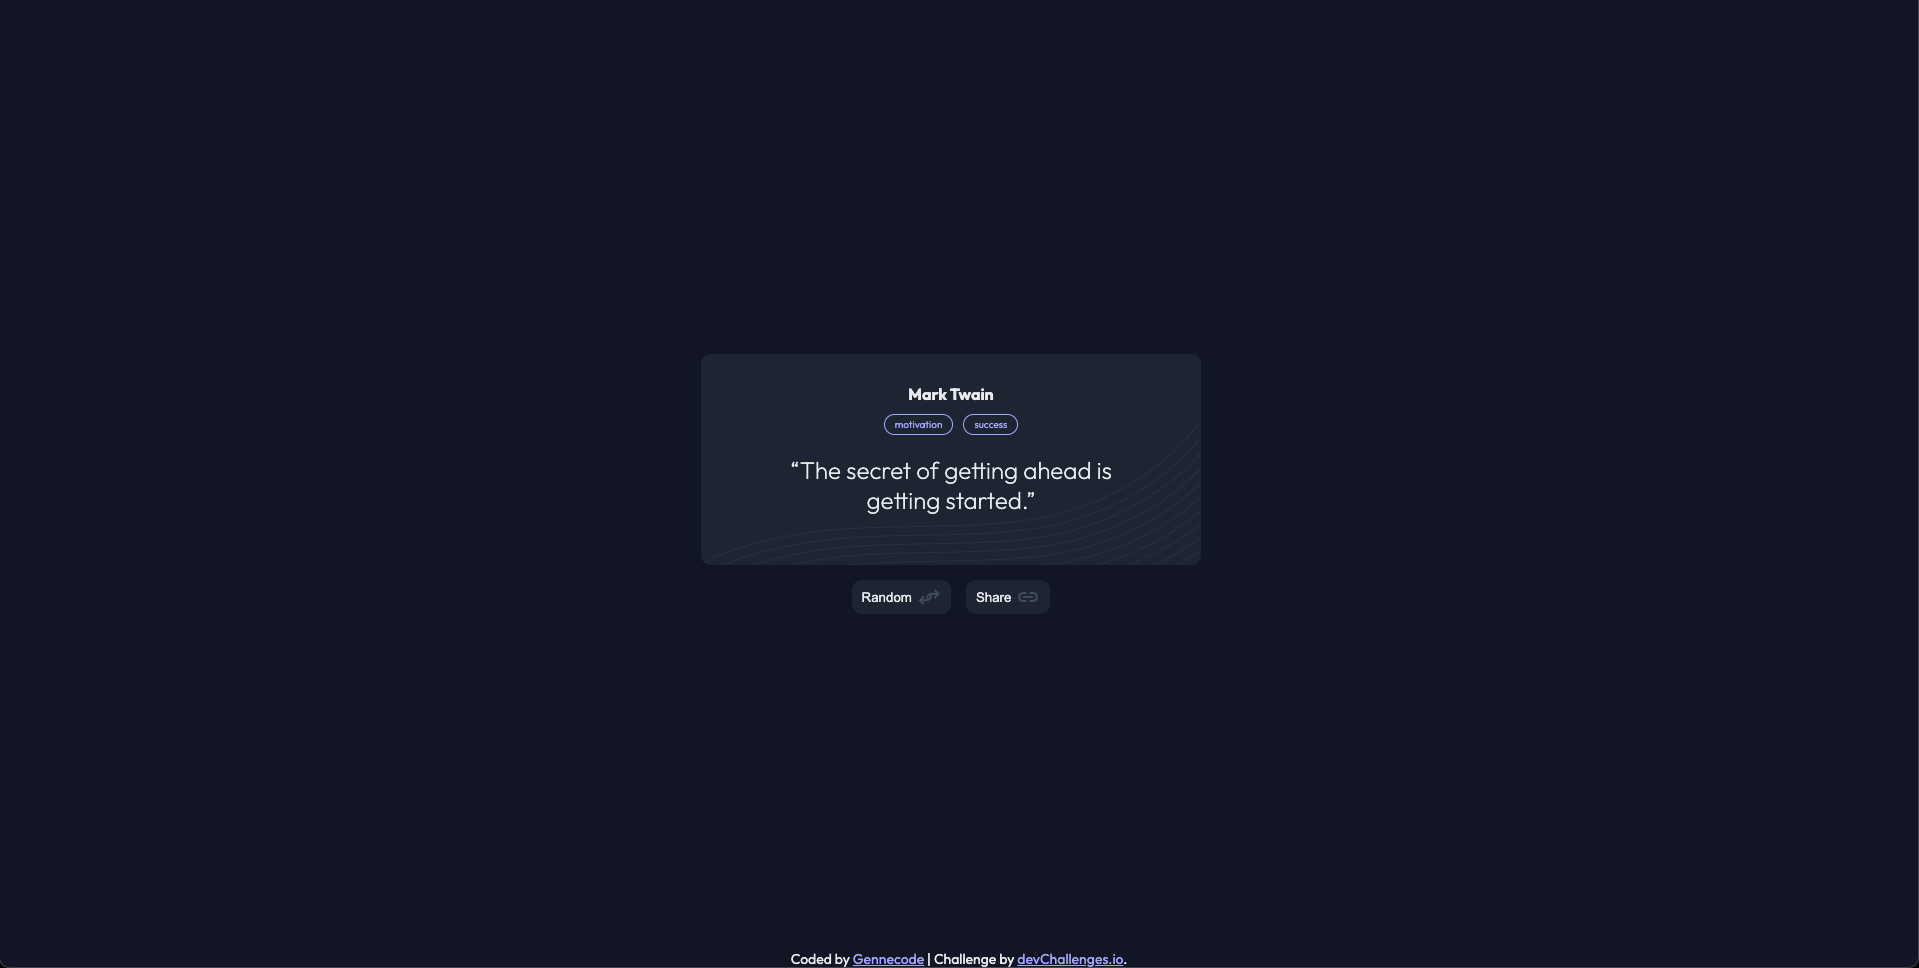 Mark Twain
motivation success
“The secret of getting ahead is
getting started.”
Random Share
Coded by Gennecode | Challenge by devChallenges.io.